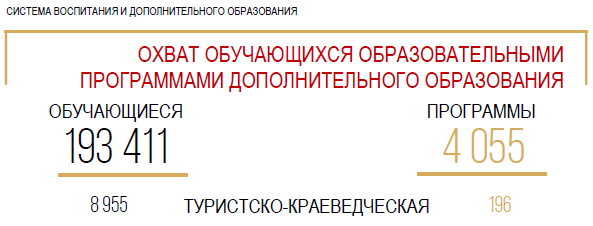 СИСТЕМА ВОСПИТАНИЯ И ДОПОЛНИТЕЛЬНОГО ОБРАЗОВАНИЯ
ОХВАТ ОБУЧАЮЩИХСЯ ОБРАЗОВАТЕЛЬНЫМИ
ПРОГРАММАМИ ДОПОЛНИТЕЛЬНОГО ОБРАЗОВАНИЯ
ОБУЧАЮЩИЕСЯ ПРОГРАММЫ
193 411 4 055
8 955 ТУРИСТСКО-КРАЕВЕДЧЕСКАЯ 196